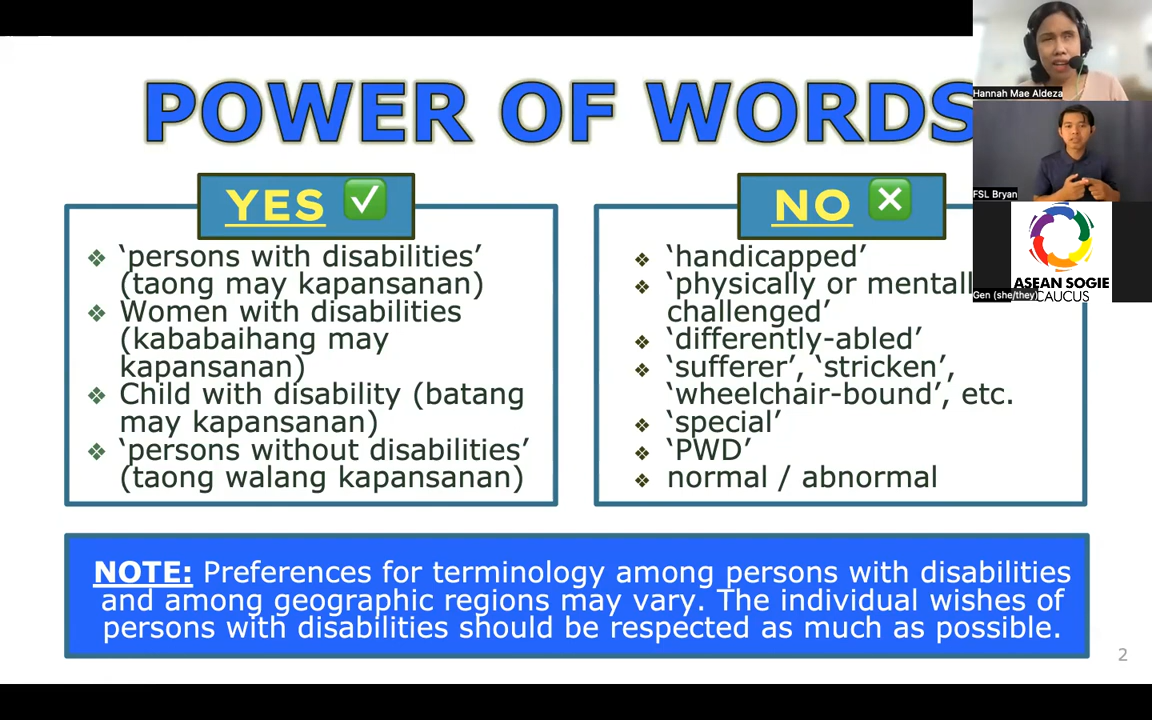 POWER OF WORDS
YES
‘persons with disabilities’
(taong may kapansanan)
Women with disabilities
(kababaihang may
kapansanan)
Child with disability (batang
may kapansanan)
‘persons without disabilities’
(taong walang kapansanan)
NO
‘handicapped’
‘physically or mentall
challenged’
‘differently-abled’
‘sufferer’, ‘stricken’,
‘wheelchair-bound’, etc.
‘special’
‘PWD’
normal / abnormal
NOTE: Preferences for terminology among persons with disabilities
and among geographic regions may vary. The individual wishes of
persons with disabilities should be respected as much as possible.
2
Hannah Mae Aldeza
FSL Bryan
ASEAN SOGIE
CAUCUS
Gen (she/they)